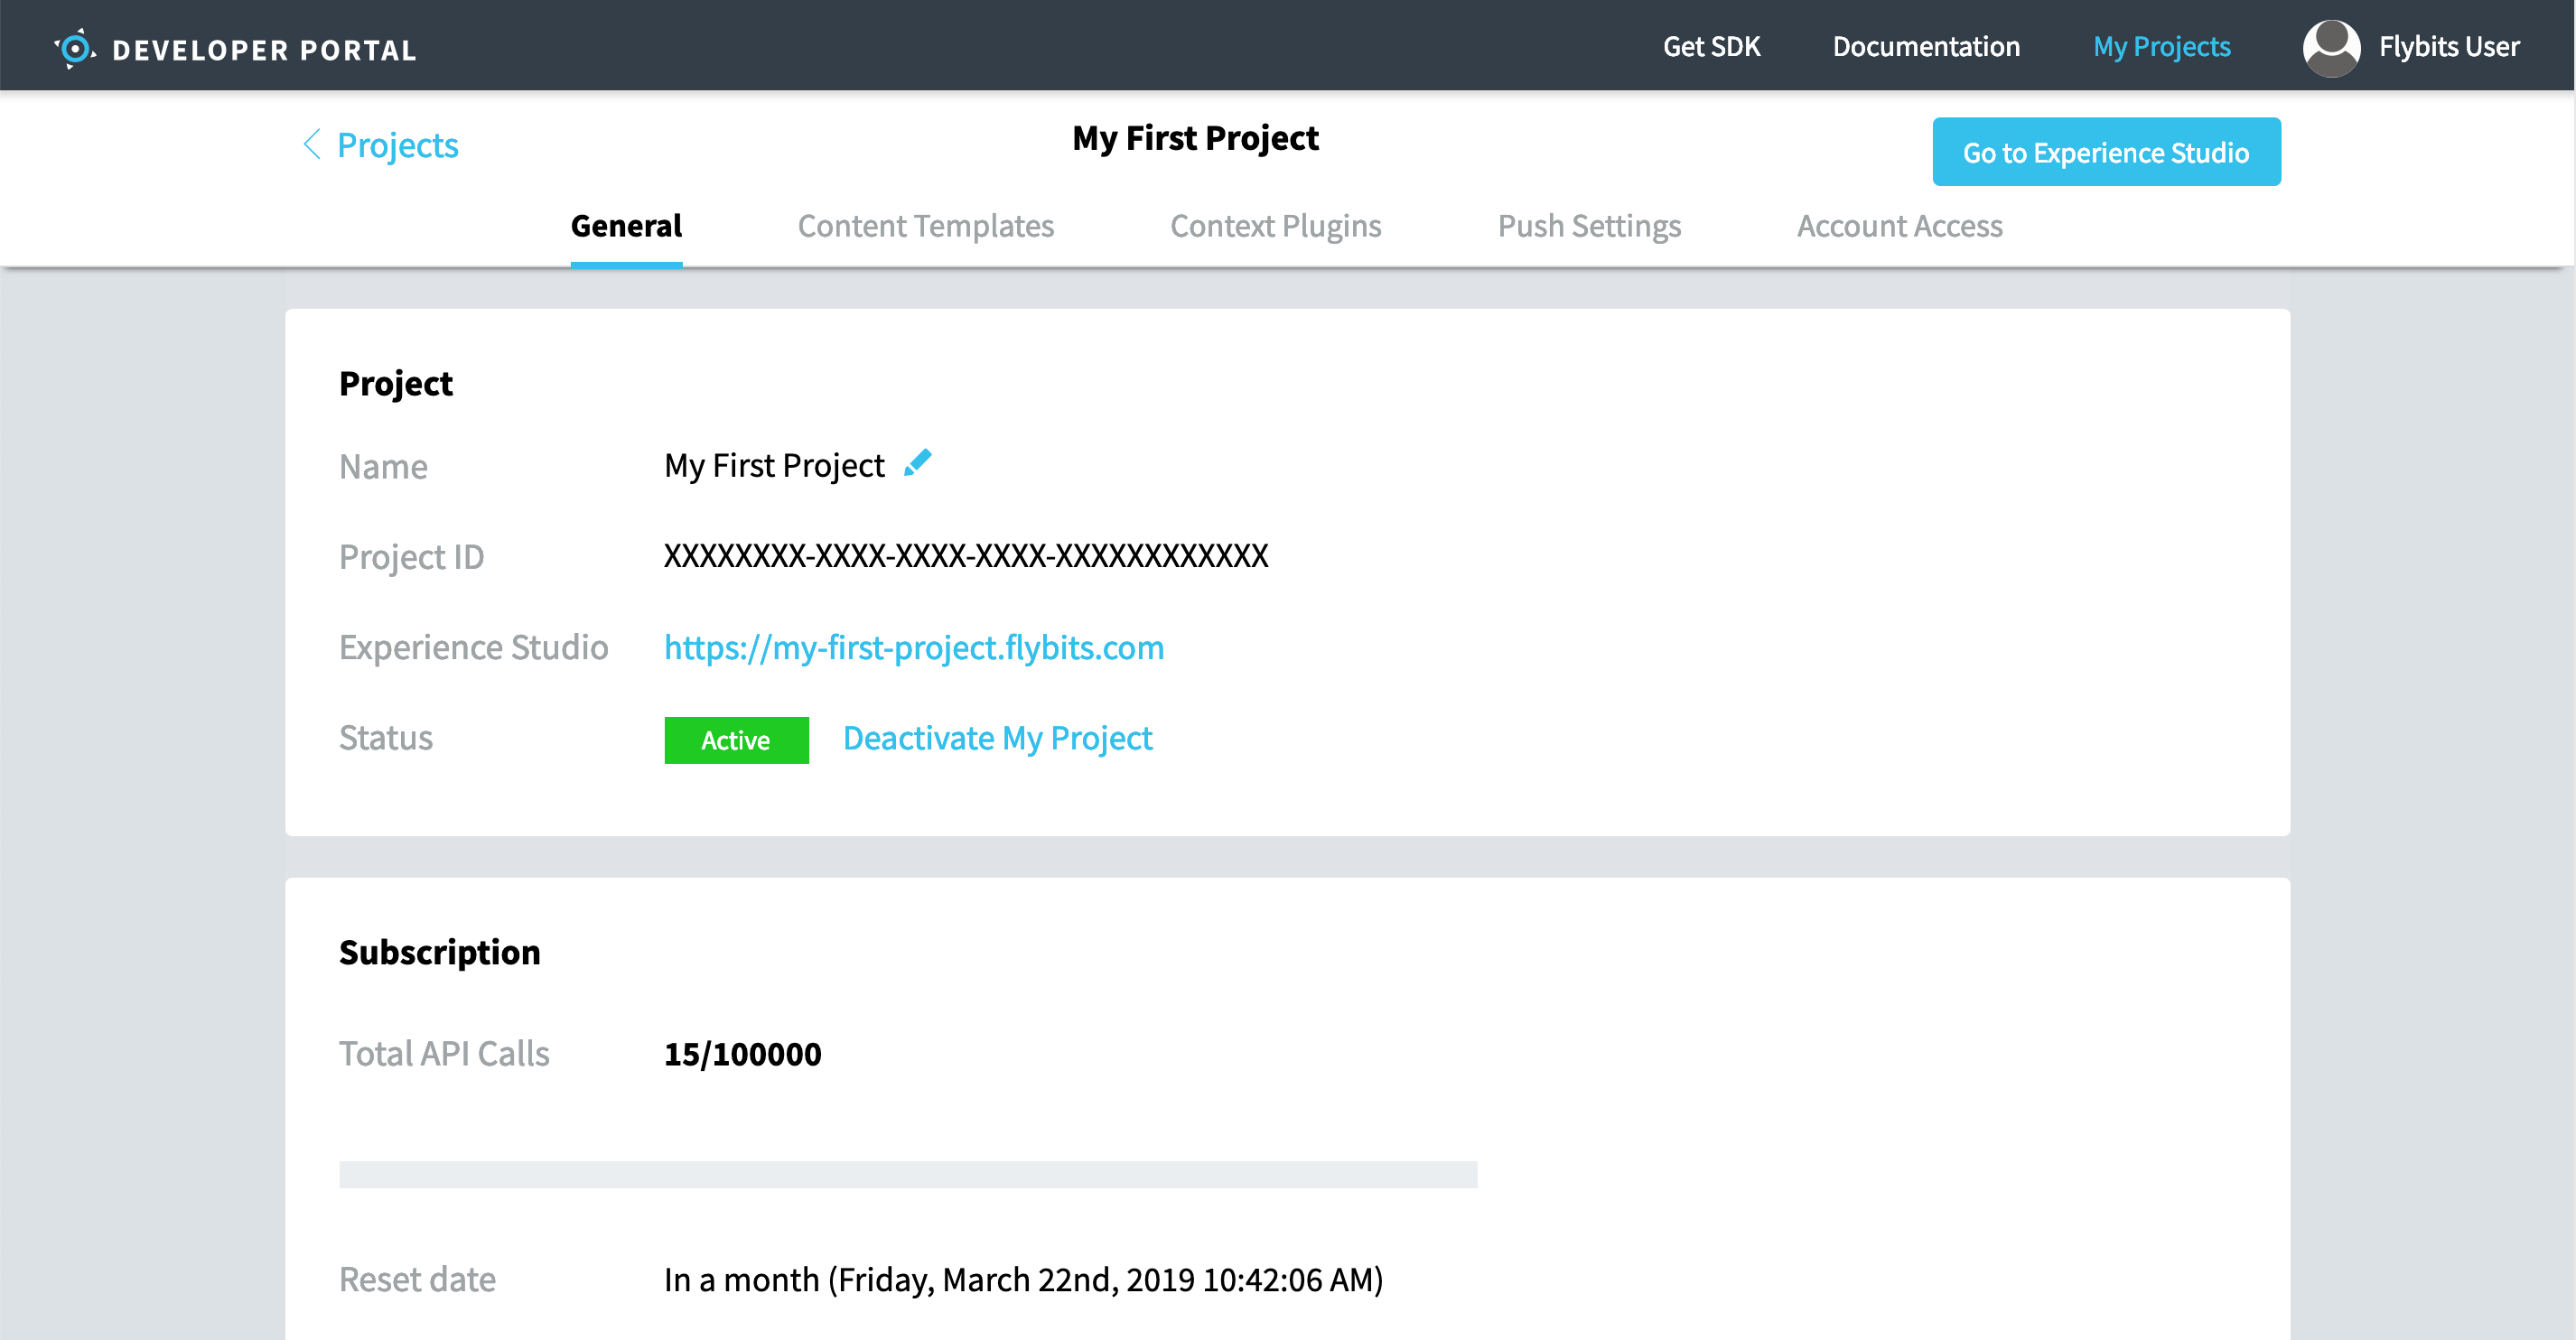 DEVELOPER PORTAL Get SDK Documentation My Projects Flybits User
Projects My First Project Go to Experience Studio
General Content Templates Context Plugins Push Settings Account Access
Project
Name My First Project
Project ID XXXXXXXX-XXXX-XXXX-XXXX-XXXXXXXXXXXX
Experience Studio https://my-first-project.flybits.com
Status Active Deactivate My Project
Subscription
Total API Calls 15/100000
Reset date In a month (Friday, March 22nd, 2019 10:42:06 AM)